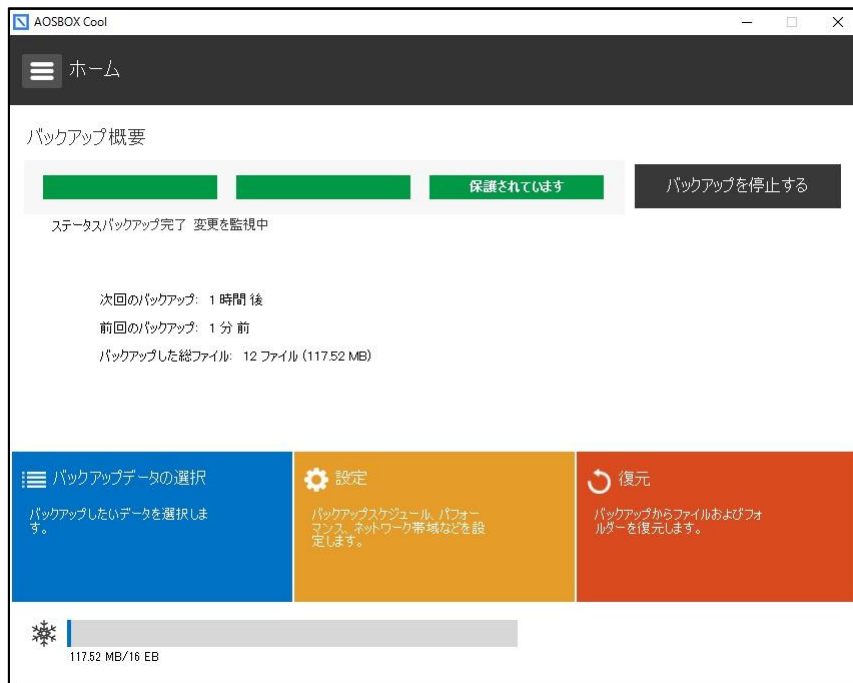 AOSBOX Cool
ホーム
バックアップ概要
保護されています
バックアップを停止する
ステータスバックアップ完了 変更を監視中
次回のバックアップ: 1 時間 後
前回のバックアップ: 1 分 前
バックアップした総ファイル: 12 ファイル (117.52 MB)
バックアップデータの選択
バックアップしたいデータを選択しま
す。
設定
バックアップスケジュール、パフォー
マンス、ネットワーク帯域などを設
定します。
復元
バックアップからファイルおよびフォ
ルダーを復元します。
117.52 MB/16 EB